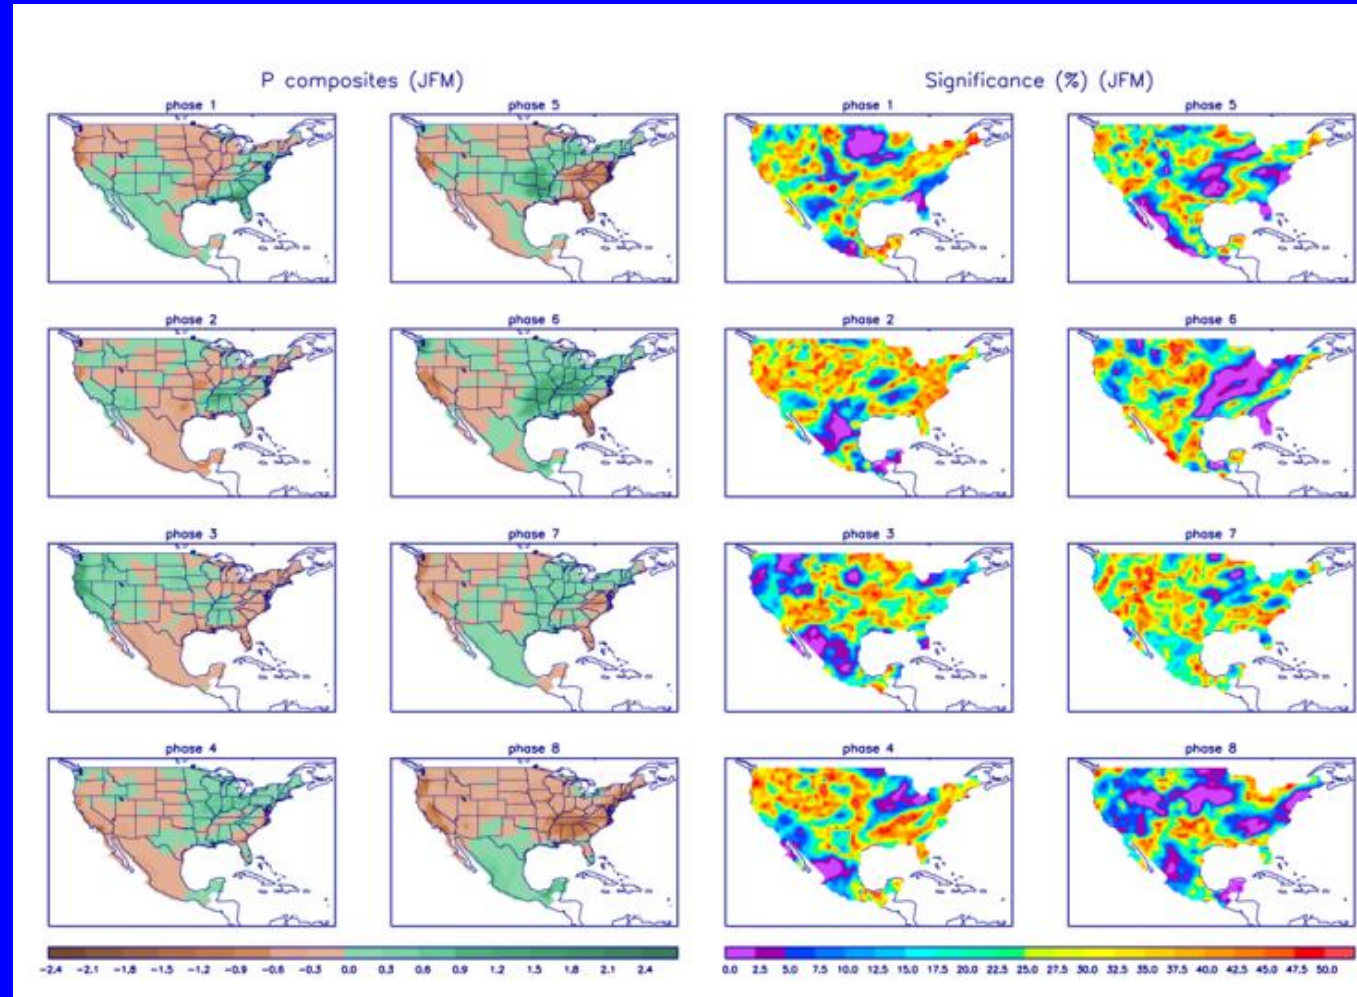 P composites (JFM)
Significance (%) (JFM)
phase 1
phase 5
phase 1
phase 5
phase 2
phase 6
phase 2
phase 6
phase 3
phase 7
phase 3
phase 7
phase 4
phase 8
phase 4
phase 8
-2.4 -2.1 -1.8 -1.5 -1.2 -0.9 -0.6 -0.3 0.0 0.3 0.6 0.9 1.2 1.5 1.8 2.1 2.4
0.0 2.5 5.0 7.5 10.0 12.5 15.0 17.5 20.0 22.5 25.0 27.5 30.0 32.5 35.0 37.5 40.0 42.5 45.0 47.5 50.0